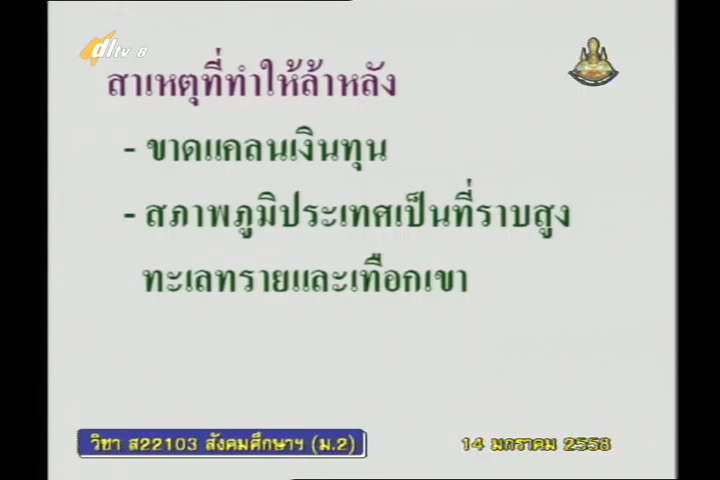 dltv-8
สาเหตุที่ทำให้ล้าหลัง
- ขาดแคลนเงินทุน
- สภาพภูมิประเทศเป็นที่ราบสูง
ทะเลทรายและเทือกเขา
วิชา ส22103 สังคมศึกษาฯ (ม.2)
14 มกราคม 2558